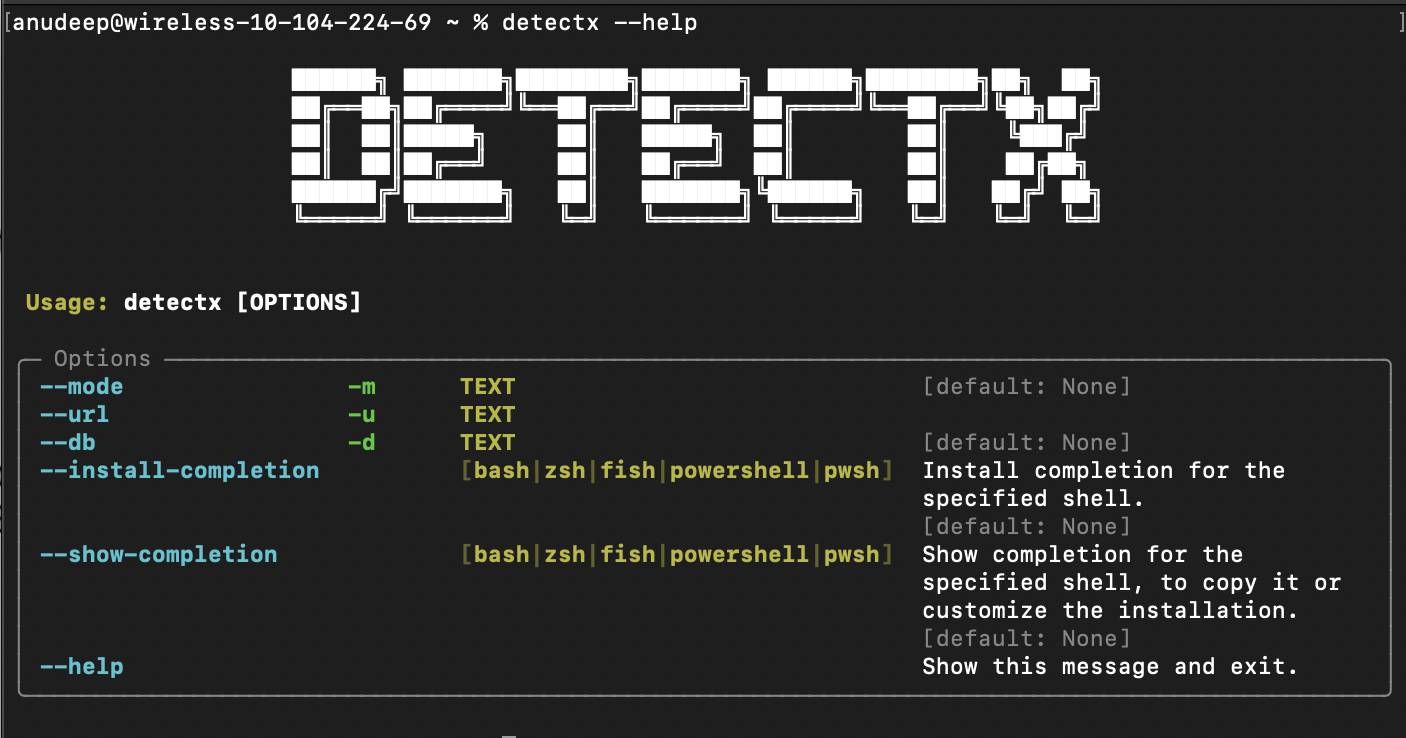 [anudeep@wireless-10-104-224-69 ~ % detectx --help ]
DETECTX
Usage: detectx [OPTIONS]
Options
--mode -m TEXT [default: None]
--url -u TEXT
--db -d TEXT [default: None]
--install-completion [bash|zsh|fish|powershell|pwsh] Install completion for the
specified shell.
[default: None]
--show-completion [bash|zsh|fish|powershell|pwsh] Show completion for the
specified shell, to copy it or
customize the installation.
[default: None]
--help Show this message and exit.